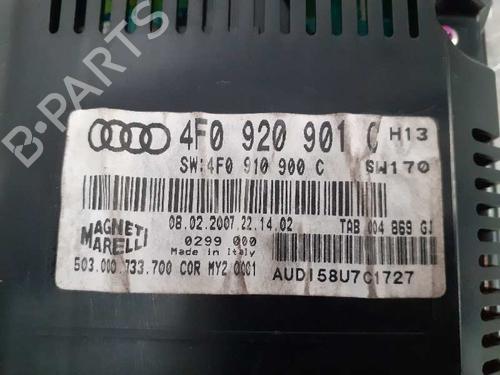 4F0 920 901 C H13
SW:4F0 910 900 C SW170
08.02.2007 22.14.02 TAB 004 869 GJ
MAGNETI MARELLI
0299 000
Made in Italy
503.000.733.700 COR MY2 0001 AUDI58U7C1727
B-PARTS